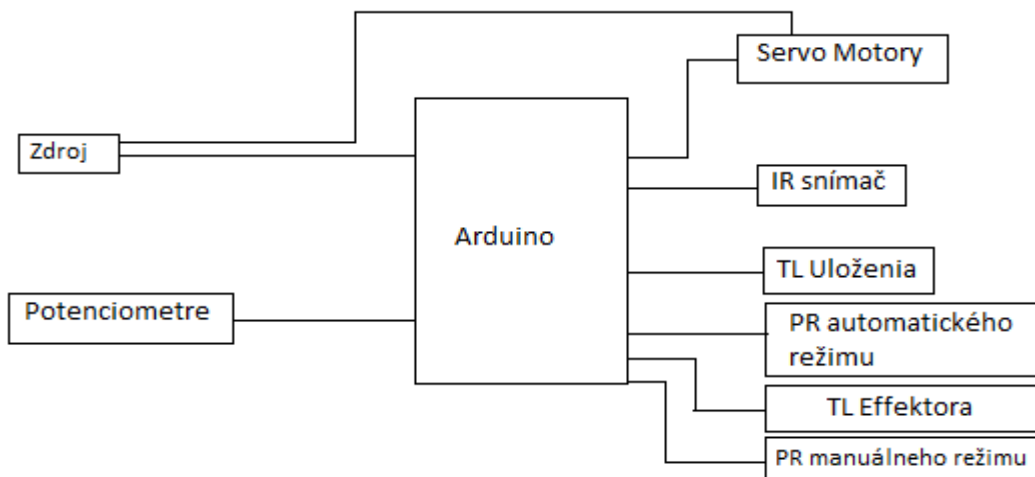 Servo Motory
Zdroj
IR snímač
Arduino
TL Uloženia
Potenciometre
PR automatického
režimu
TL Effektora
PR manuálneho režimu